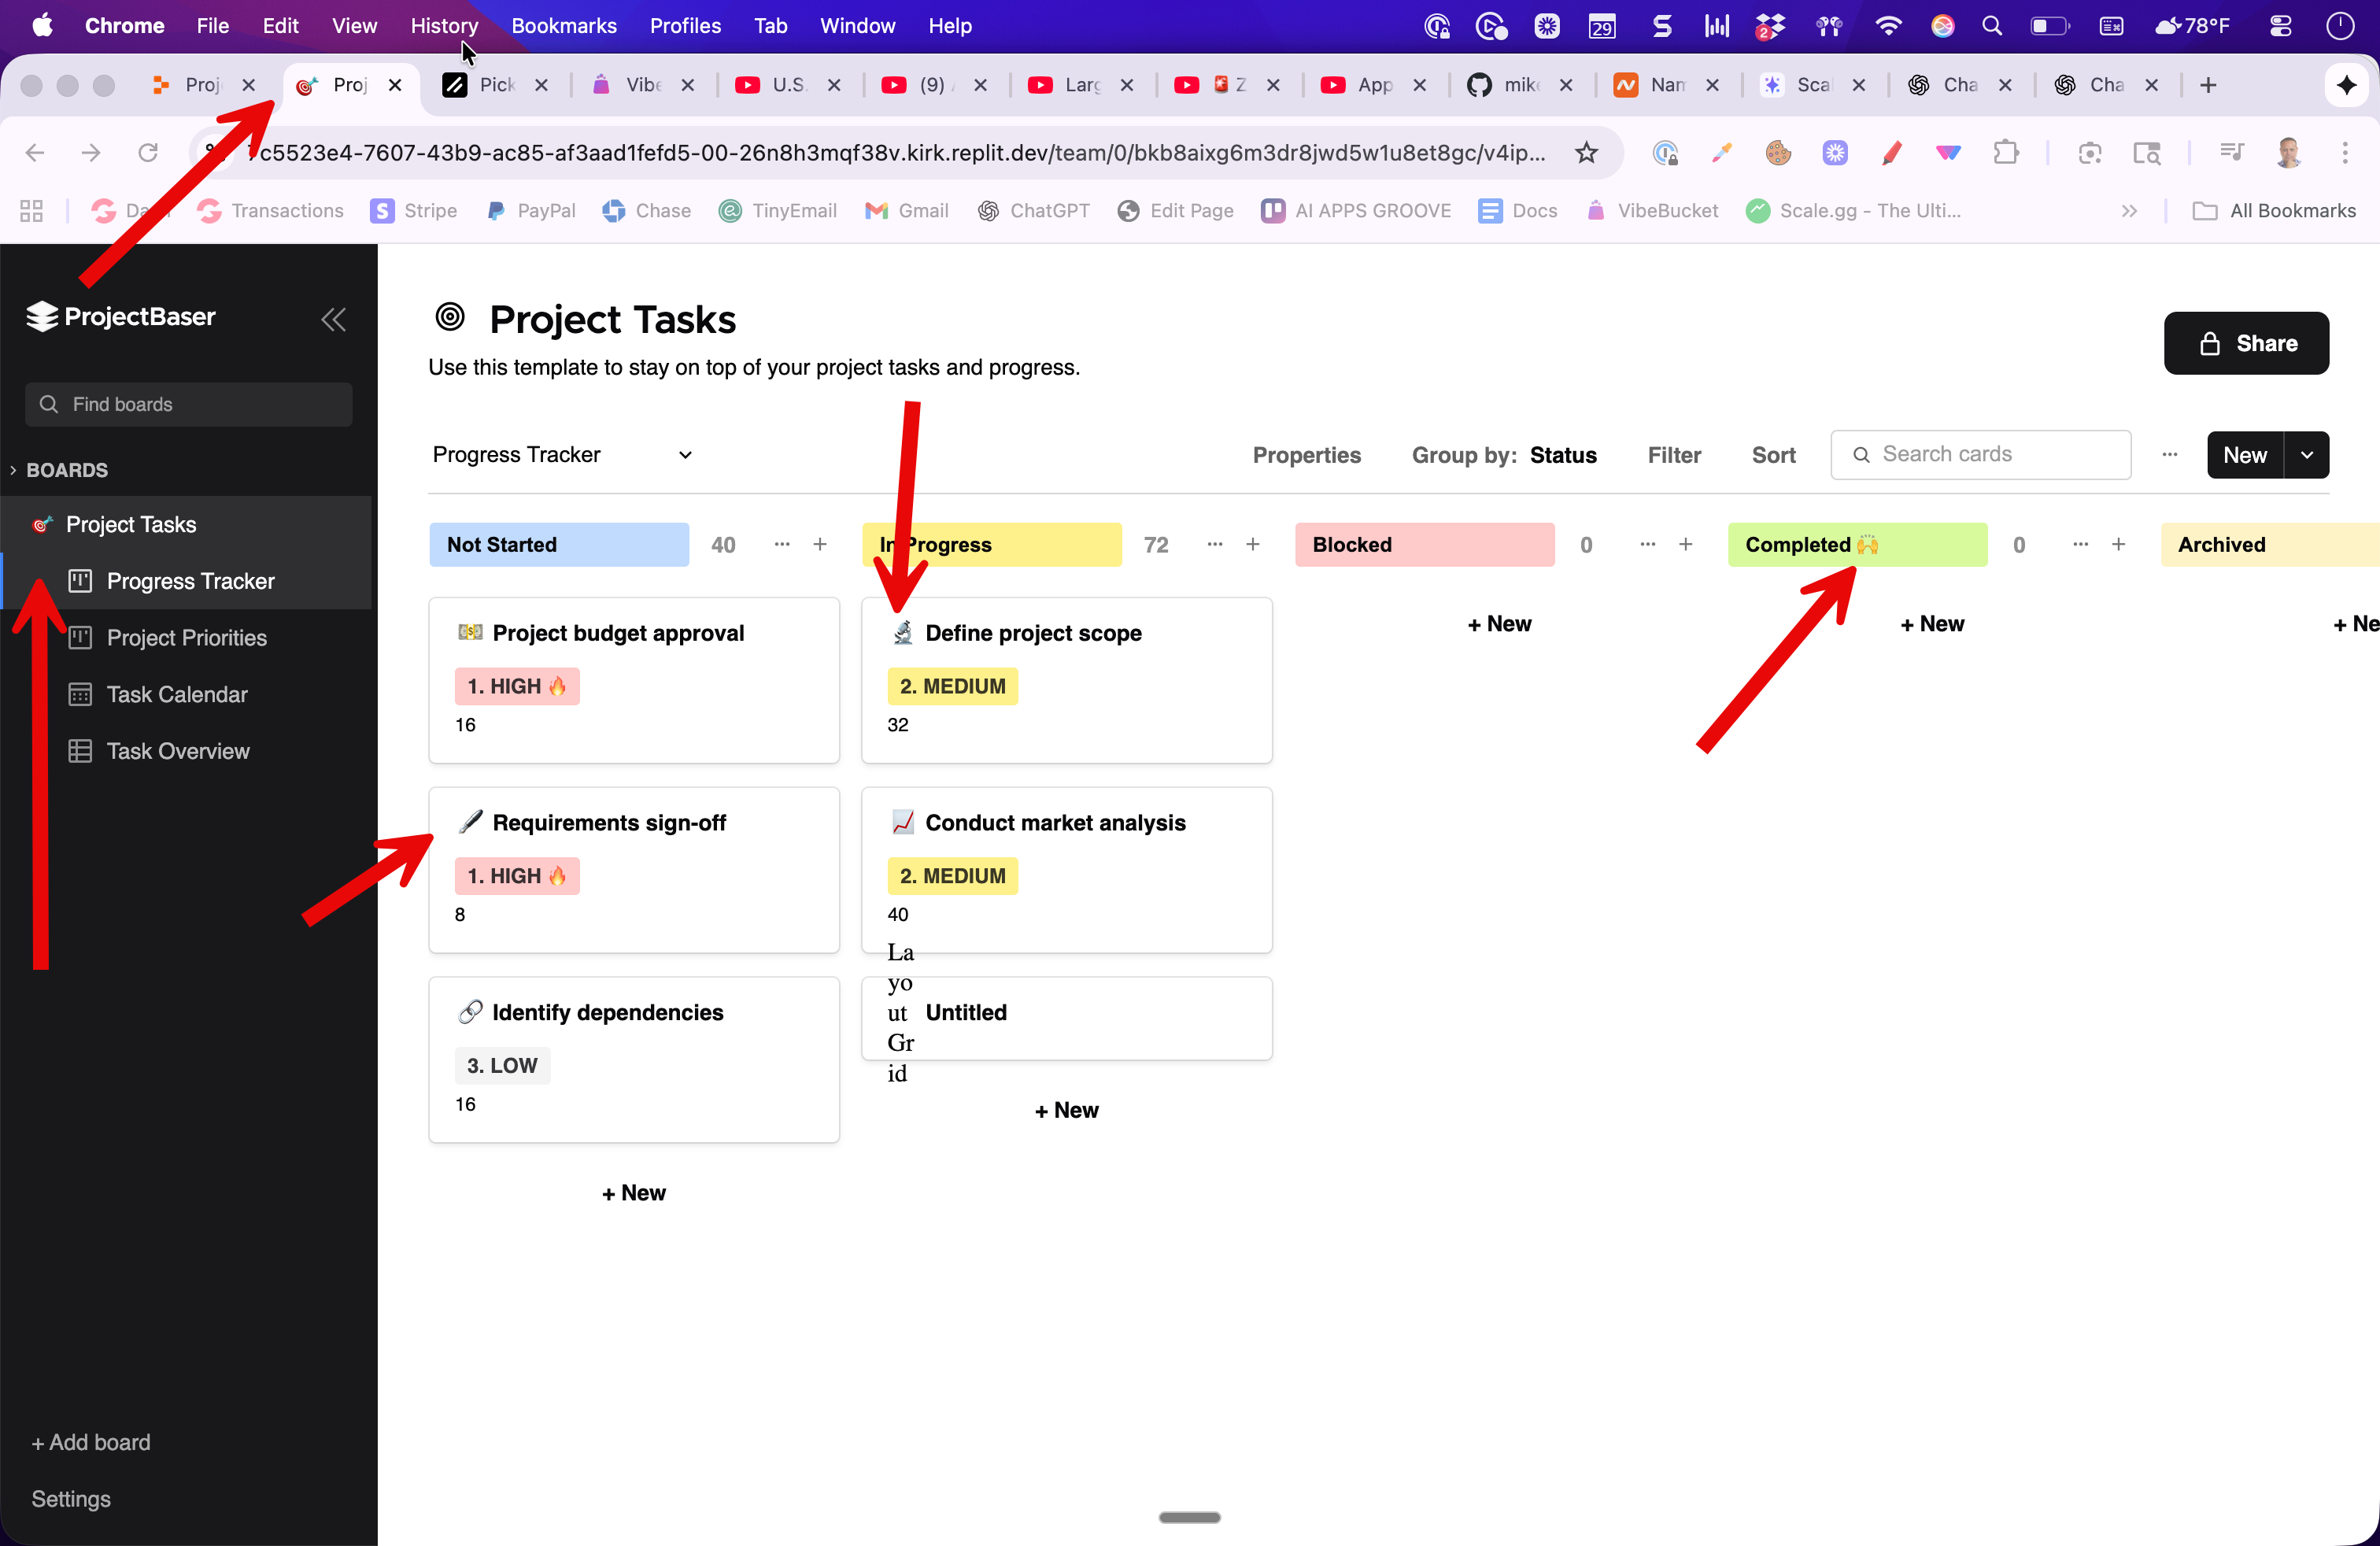 Chrome File Edit View History Bookmarks Profiles Tab Window Help 29 2 78°F
Proj Proj Pick Vibe U.S. (9) Larg Z App mik Nam Scal Cha Cha
7c5523e4-7607-43b9-ac85-af3aad1fefd5-00-26n8h3mqf38v.kirk.replit.dev/team/0/bkb8aixg6m3dr8jwd5w1u8et8gc/v4ip...
Transactions Stripe PayPal Chase TinyEmail Gmail ChatGPT Edit Page AI APPS GROOVE Docs VibeBucket Scale.gg - The Ulti... All Bookmarks
ProjectBaser
Find boards
BOARDS
Project Tasks
Progress Tracker
Project Priorities
Task Calendar
Task Overview
+ Add board
Settings
Project Tasks
Use this template to stay on top of your project tasks and progress.
Share
Progress Tracker Properties Group by: Status Filter Sort Search cards ... New
Not Started 40 ... +
In Progress 72 ... +
Blocked 0 ... +
Completed 🙌 0 ... +
Archived
Project budget approval
1. HIGH 🔥
16
Requirements sign-off
1. HIGH 🔥
8
Identify dependencies
3. LOW
16
+ New
Define project scope
2. MEDIUM
32
Conduct market analysis
2. MEDIUM
40
La
yo
ut
Gr
id
Untitled
+ New
+ New
+ New
+ Ne